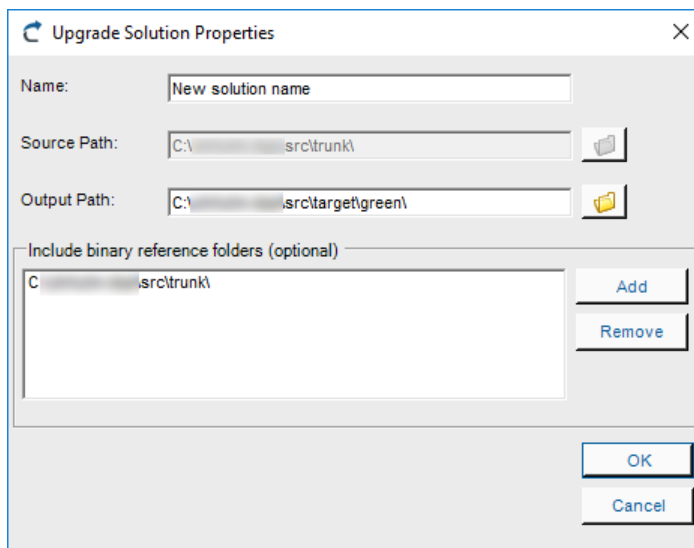 Upgrade Solution Properties
Name:
New solution name
Source Path:
C:\ src\trunk\
Output Path:
C:\ \src\target\green\
Include binary reference folders (optional)
C \src\trunk\
Add
Remove
OK
Cancel